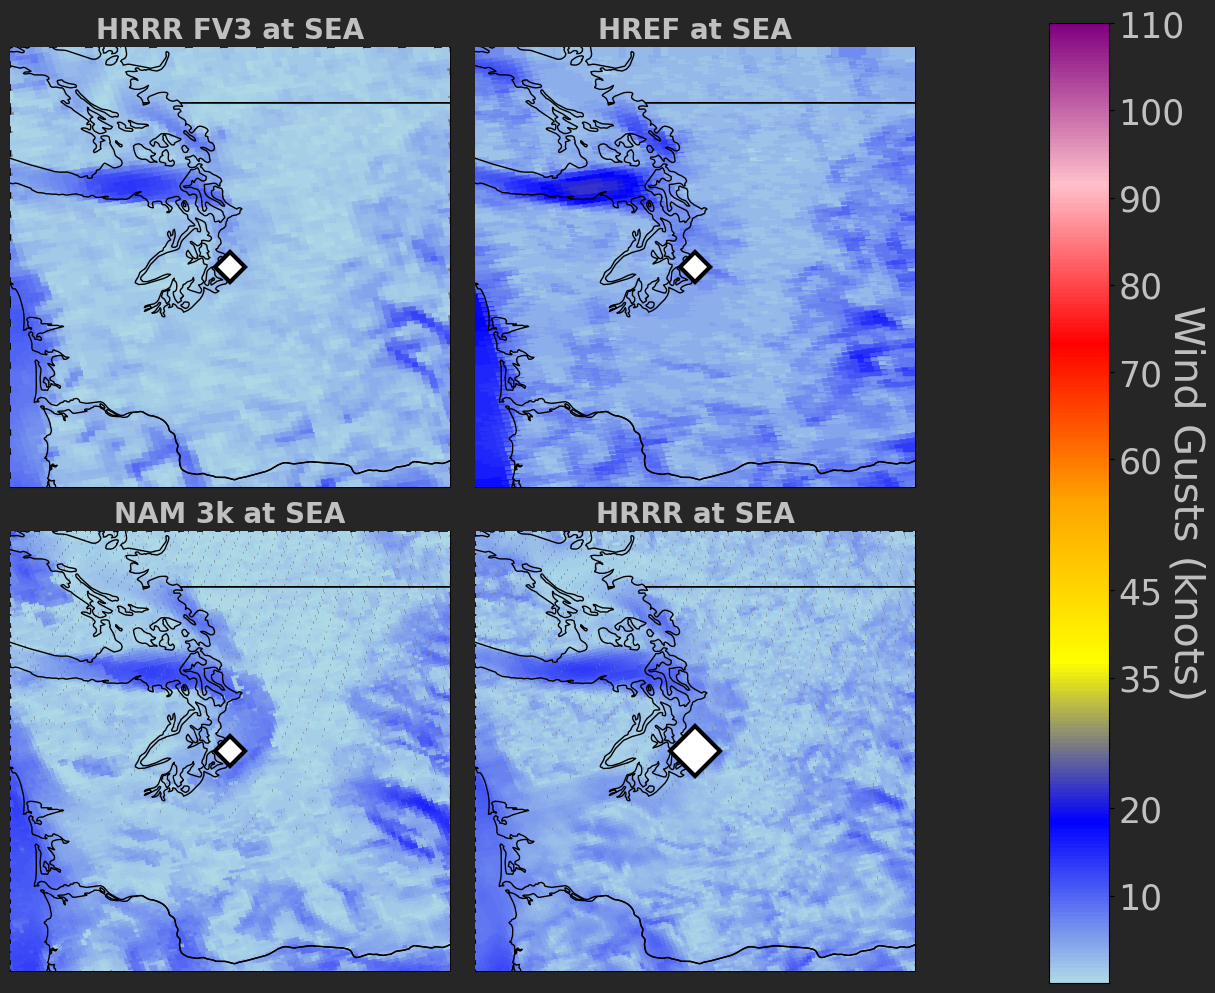 HRRR FV3 at SEA
HREF at SEA
NAM 3k at SEA
HRRR at SEA
110
100
90
80
70
60
45
35
20
10
Wind Gusts (knots)